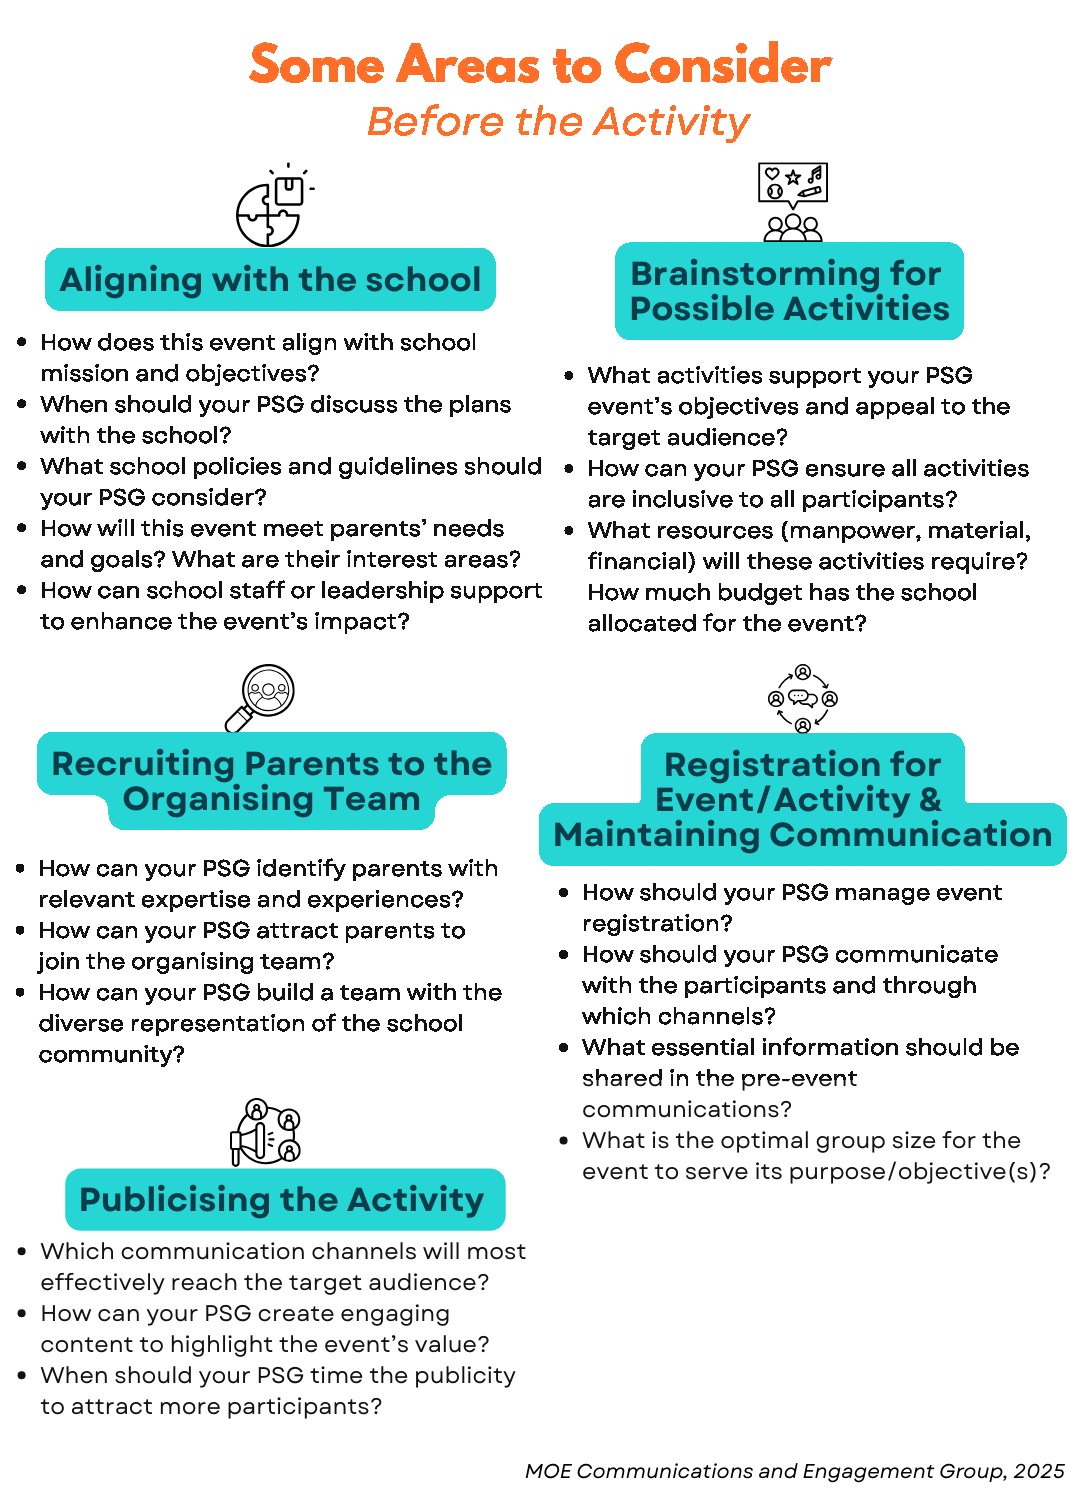 Some Areas to Consider
Before the Activity
Aligning with the school
• How does this event align with school
mission and objectives?
• When should your PSG discuss the plans
with the school?
• What school policies and guidelines should
your PSG consider?
• How will this event meet parents’ needs
and goals? What are their interest areas?
• How can school staff or leadership support
to enhance the event’s impact?
Brainstorming for
Possible Activities
• What activities support your PSG
event’s objectives and appeal to the
target audience?
• How can your PSG ensure all activities
are inclusive to all participants?
• What resources (manpower, material,
financial) will these activities require?
How much budget has the school
allocated for the event?
Recruiting Parents to the
Organising Team
• How can your PSG identify parents with
relevant expertise and experiences?
• How can your PSG attract parents to
join the organising team?
• How can your PSG build a team with the
diverse representation of the school
community?
Registration for
Event/Activity &
Maintaining Communication
• How should your PSG manage event
registration?
• How should your PSG communicate
with the participants and through
which channels?
• What essential information should be
shared in the pre-event
communications?
• What is the optimal group size for the
event to serve its purpose/objective(s)?
Publicising the Activity
• Which communication channels will most
effectively reach the target audience?
• How can your PSG create engaging
content to highlight the event’s value?
• When should your PSG time the publicity
to attract more participants?
MOE Communications and Engagement Group, 2025